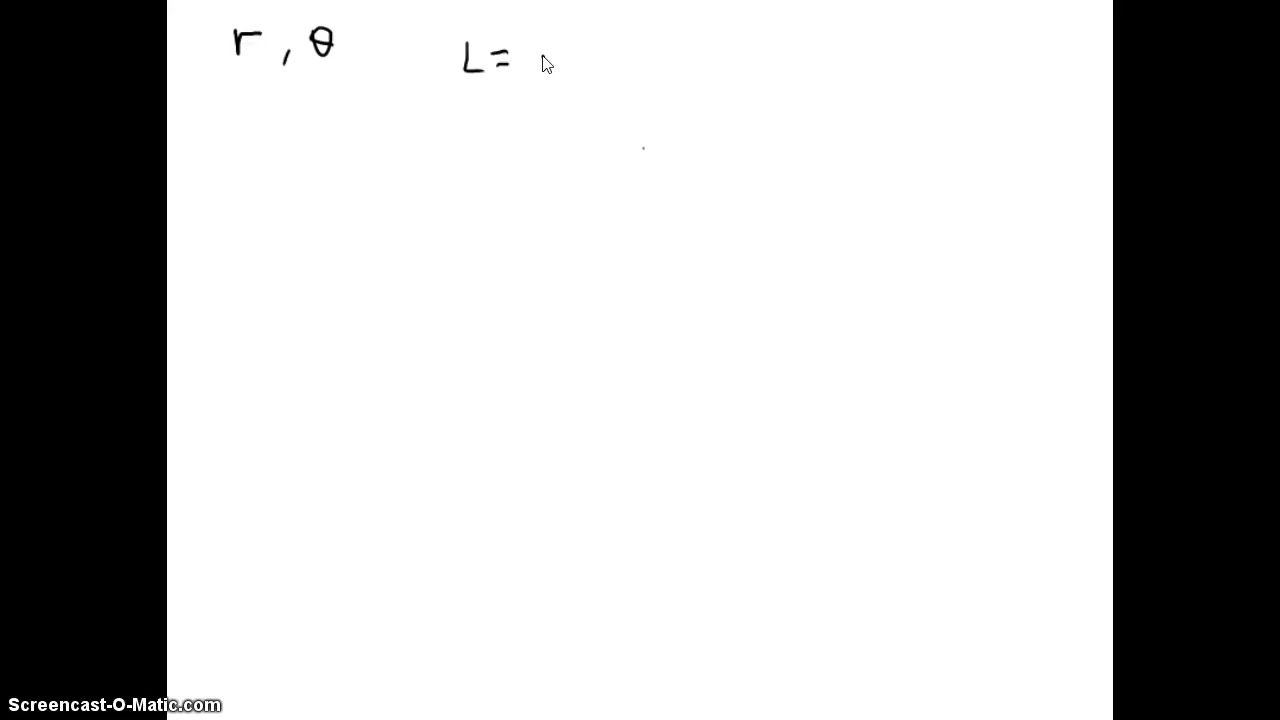 r , θ L =
Screencast-O-Matic.com